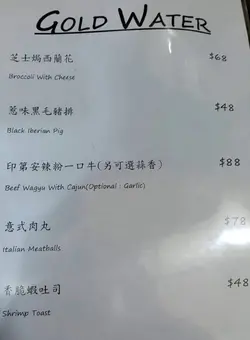 GOLD WATER
芝士焗西蘭花 $68
Broccoli With Cheese
蔥味黑毛豬排 $48
Black Iberian Pig
印第安辣粉一口牛(另可選蒜香) $88
Beef Wagyu With Cajun(Optional : Garlic)
意式肉丸 $78
Italian Meatballs
香脆蝦吐司 $48
Shrimp Toast